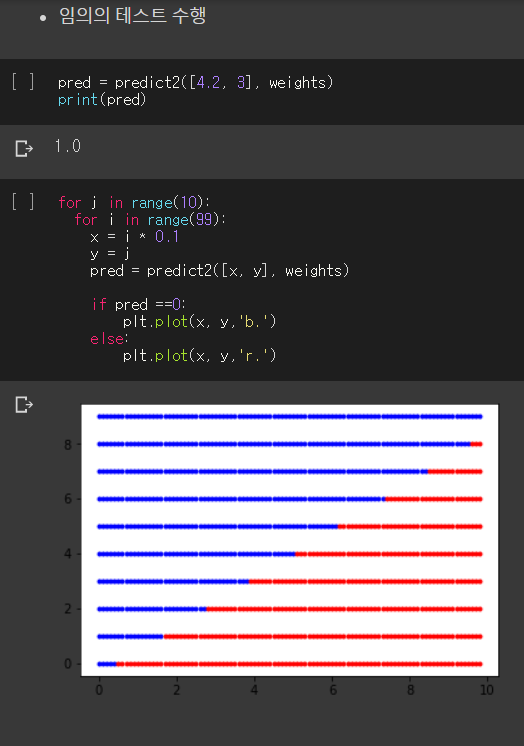 • 임의의 테스트 수행
[ ] pred = predict2([4.2, 3], weights)
print(pred)
1.0
[ ] for j in range(10):
for i in range(99):
x = i * 0.1
y = j
pred = predict2([x, y], weights)
if pred ==0:
plt.plot(x, y,'b.')
else:
plt.plot(x, y,'r.')
8
6
4
2
0
0 2 4 6 8 10